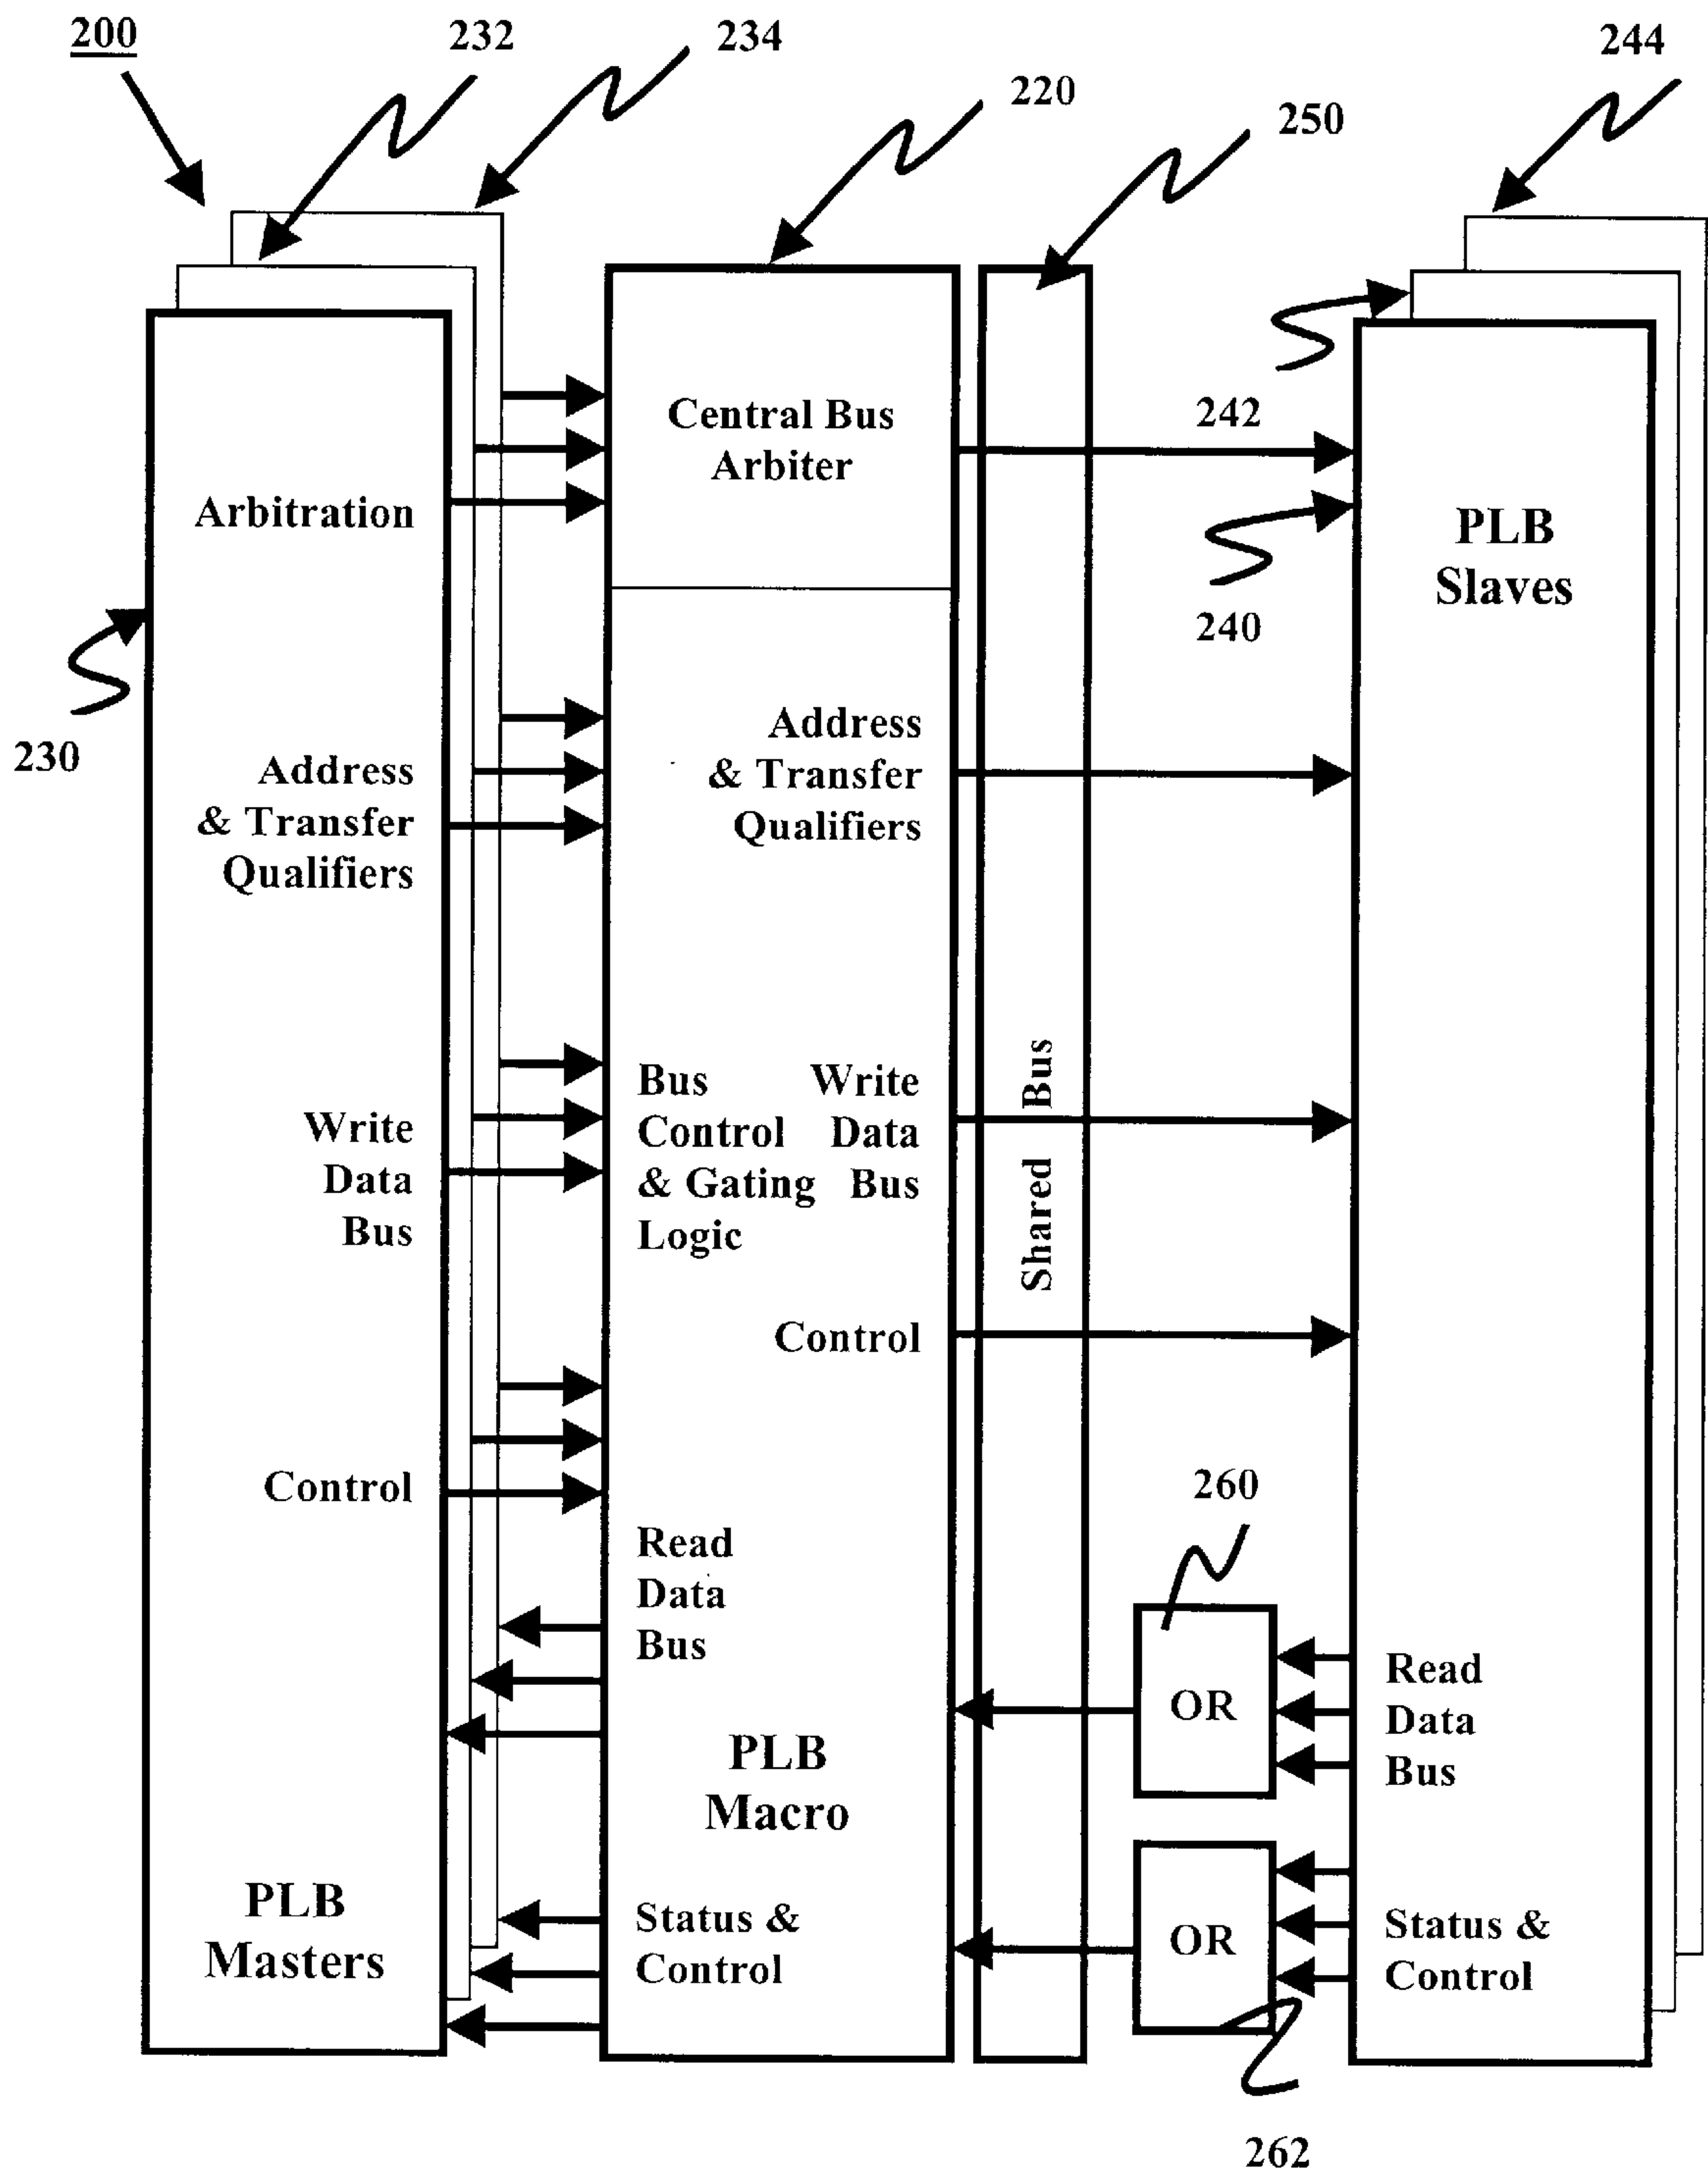 200
232
234
220
250
244
Arbitration
Address
& Transfer
Qualifiers
Write
Data
Bus
Control
PLB
Masters
230
Central Bus
Arbiter
Address
& Transfer
Qualifiers
Bus
Control
& Gating
Logic
Write
Data
Bus
Control
Read
Data
Bus
PLB
Macro
Status &
Control
Shared Bus
242
240
PLB
Slaves
260
OR
Read
Data
Bus
OR
Status &
Control
262